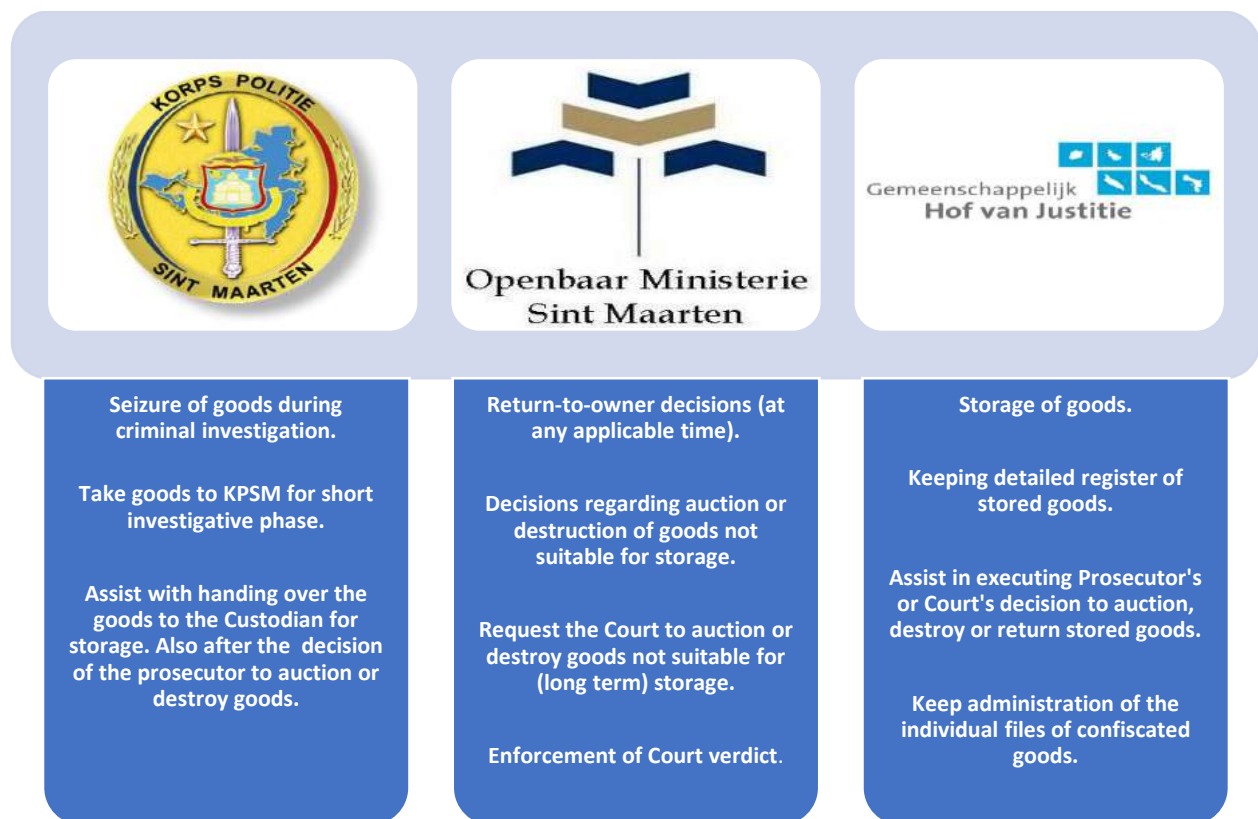 KORPS POLITIE
SINT MAARTEN
Openbaar Ministerie
Sint Maarten
Gemeenschappelijk
Hof van Justitie
Seizure of goods during
criminal investigation.
Take goods to KPSM for short
investigative phase.
Assist with handing over the
goods to the Custodian for
storage. Also after the  decision
of the prosecutor to auction or
destroy goods.
Return-to-owner decisions (at
any applicable time).
Decisions regarding auction or
destruction of goods not
suitable for storage.
Request the Court to auction or
destroy goods not suitable for
(long term) storage.
Enforcement of Court verdict.
Storage of goods.
Keeping detailed register of
stored goods.
Assist in executing Prosecutor's
or Court's decision to auction,
destroy or return stored goods.
Keep administration of the
individual files of confiscated
goods.